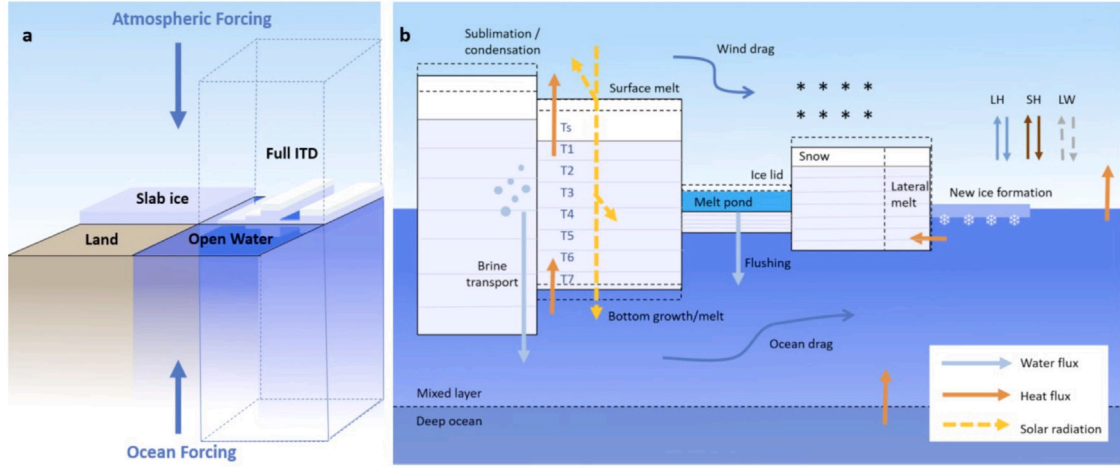 a
Atmospheric Forcing
Full ITD
Slab ice
Land
Open Water
Ocean Forcing
b
Sublimation /
condensation
Wind drag
Surface melt
Ts
T1
T2
T3
T4
T5
T6
T7
Brine
transport
Bottom growth/melt
Ice lid
Melt pond
Flushing
* * * *
* * * *
Snow
Lateral
melt
LH
SH
LW
New ice formation
Ocean drag
Mixed layer
Deep ocean
Water flux
Heat flux
Solar radiation